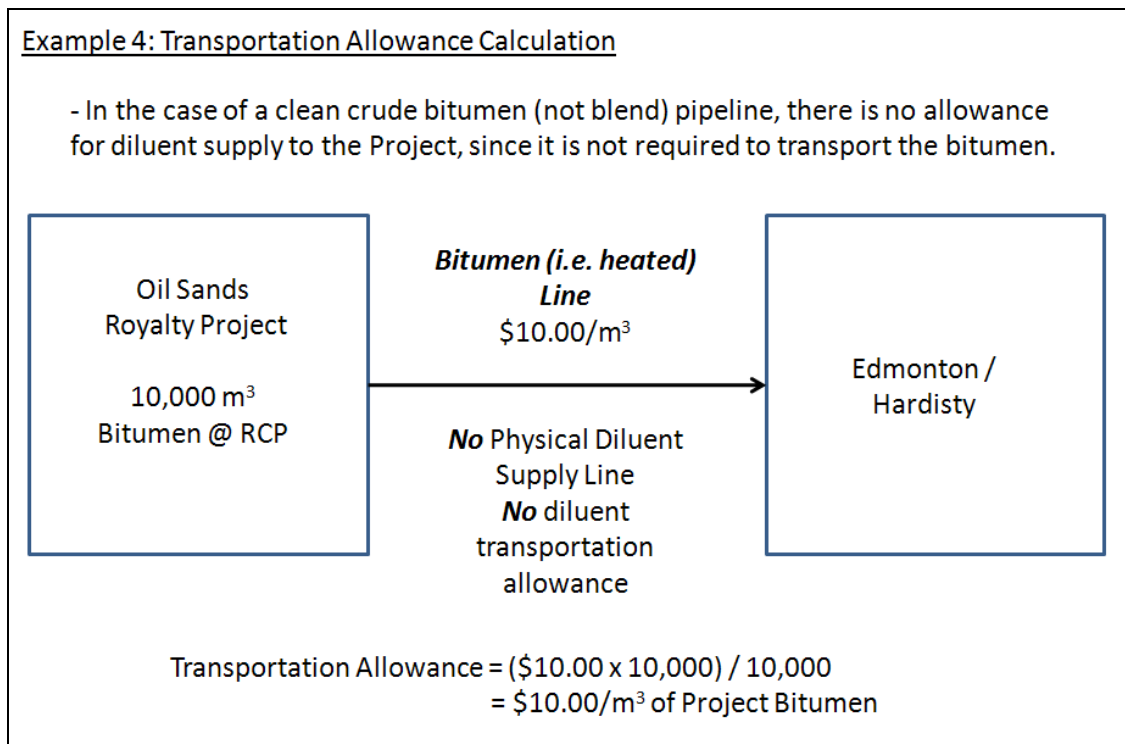 Example 4: Transportation Allowance Calculation
- In the case of a clean crude bitumen (not blend) pipeline, there is no allowance
for diluent supply to the Project, since it is not required to transport the bitumen.
Oil Sands
Royalty Project
10,000 m³
Bitumen @ RCP
Bitumen (i.e. heated)
Line
$10.00/m³
No Physical Diluent
Supply Line
No diluent
transportation
allowance
Edmonton /
Hardisty
Transportation Allowance = ($10.00 x 10,000) / 10,000
= $10.00/m³ of Project Bitumen